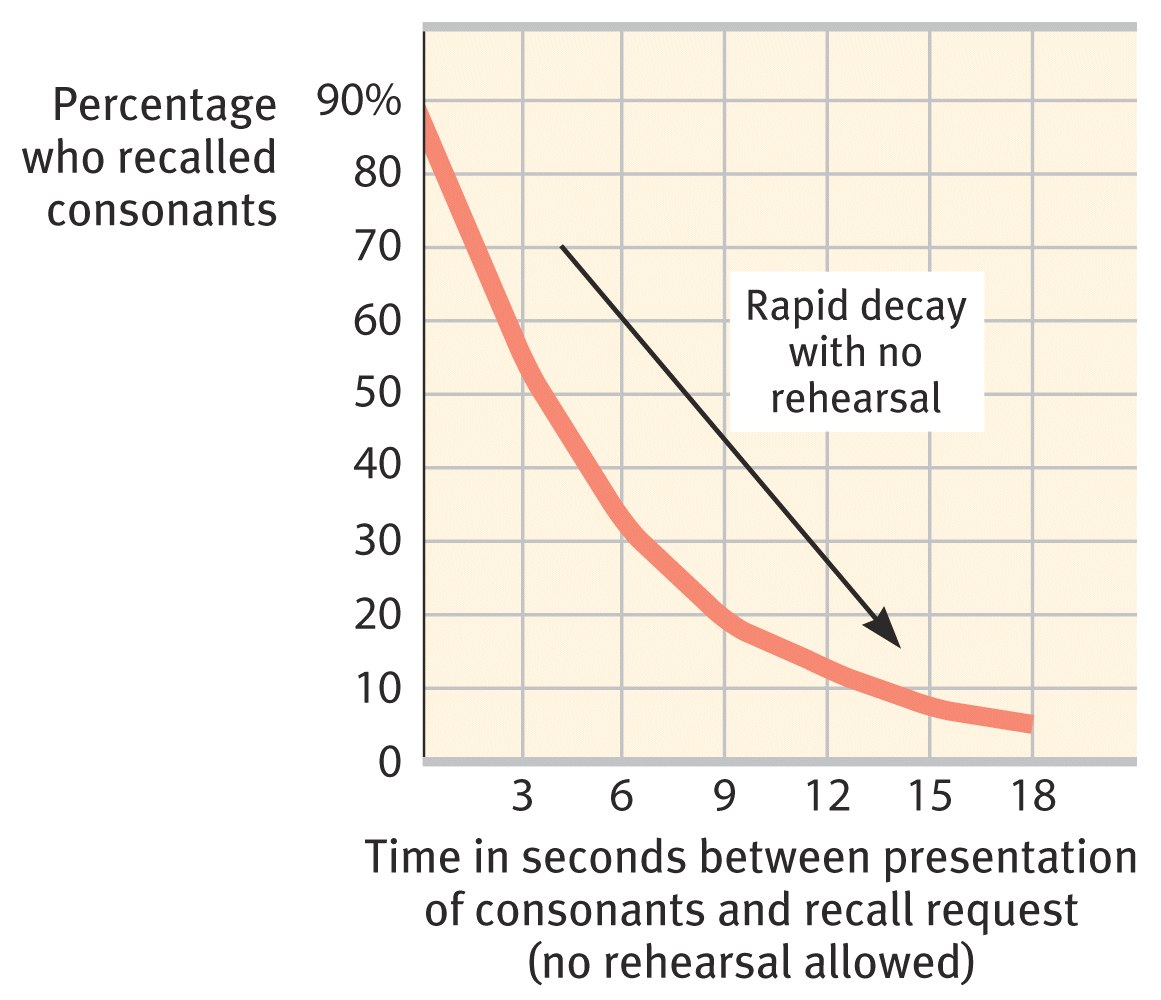 Percentage
who recalled
consonants
90%
80
70
60
50
40
30
20
10
0
Rapid decay
with no
rehearsal
3 6 9 12 15 18
Time in seconds between presentation
of consonants and recall request
(no rehearsal allowed)